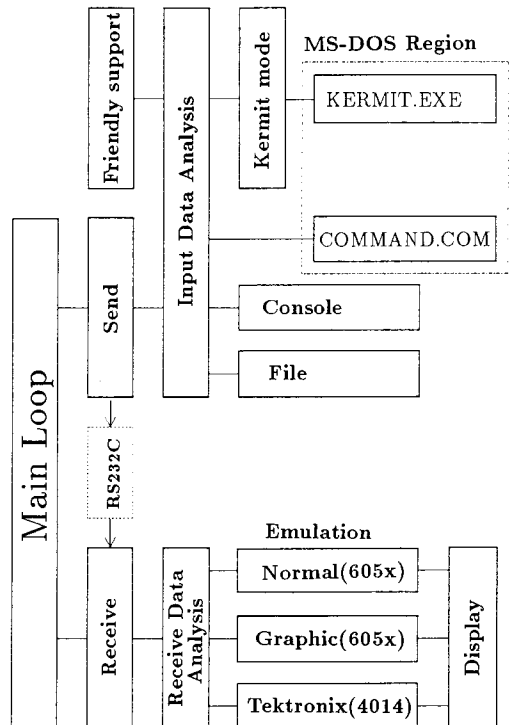 MS-DOS Region
Friendly support
Input Data Analysis
Kermit mode
KERMIT.EXE
COMMAND.COM
Main Loop
Send
Console
File
RS232C
Emulation
Receive
Receive Data
Analysis
Normal(605x)
Graphic(605x)
Tektronix(4014)
Display